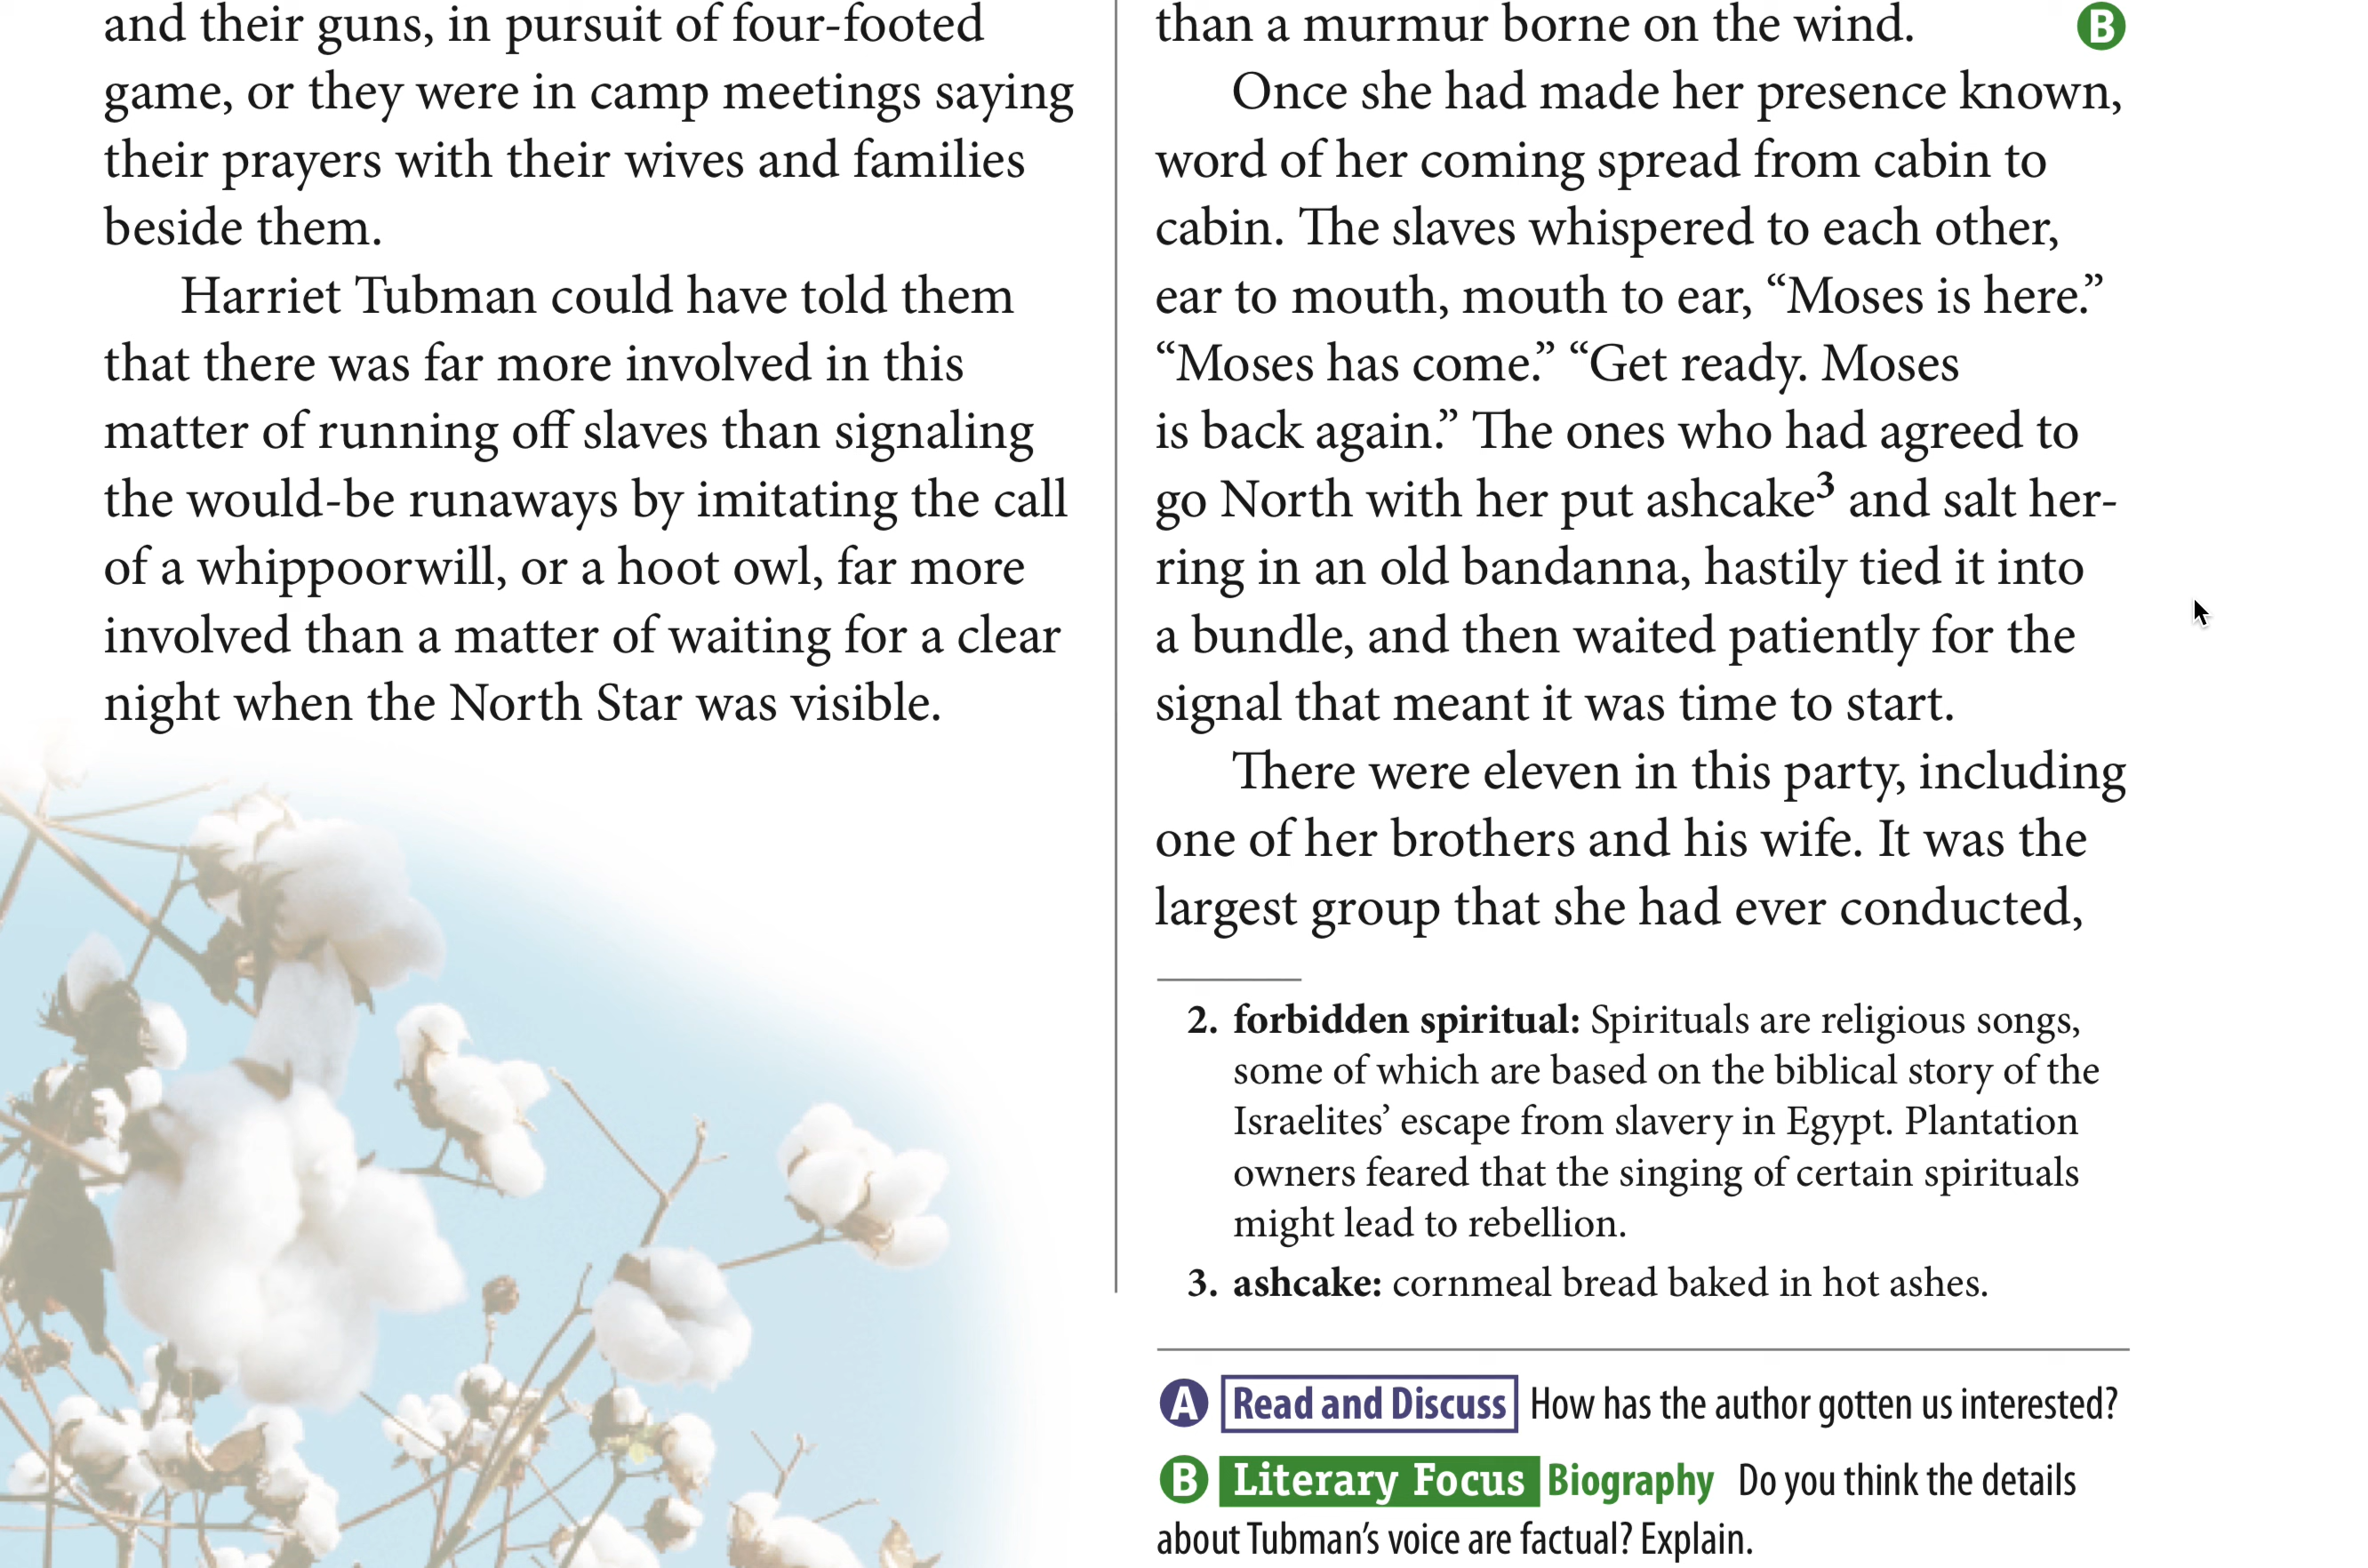 and their guns, in pursuit of four-footed
game, or they were in camp meetings saying
their prayers with their wives and families
beside them.
Harriet Tubman could have told them
that there was far more involved in this
matter of running off slaves than signaling
the would-be runaways by imitating the call
of a whippoorwill, or a hoot owl, far more
involved than a matter of waiting for a clear
night when the North Star was visible.
than a murmur borne on the wind. B
Once she had made her presence known,
word of her coming spread from cabin to
cabin. The slaves whispered to each other,
ear to mouth, mouth to ear, “Moses is here.”
“Moses has come.” “Get ready. Moses
is back again.” The ones who had agreed to
go North with her put ashcake³ and salt her-
ring in an old bandanna, hastily tied it into
a bundle, and then waited patiently for the
signal that meant it was time to start.
There were eleven in this party, including
one of her brothers and his wife. It was the
largest group that she had ever conducted,
2. forbidden spiritual: Spirituals are religious songs,
some of which are based on the biblical story of the
Israelites’ escape from slavery in Egypt. Plantation
owners feared that the singing of certain spirituals
might lead to rebellion.
3. ashcake: cornmeal bread baked in hot ashes.
A Read and Discuss How has the author gotten us interested?
B Literary Focus Biography Do you think the details
about Tubman’s voice are factual? Explain.